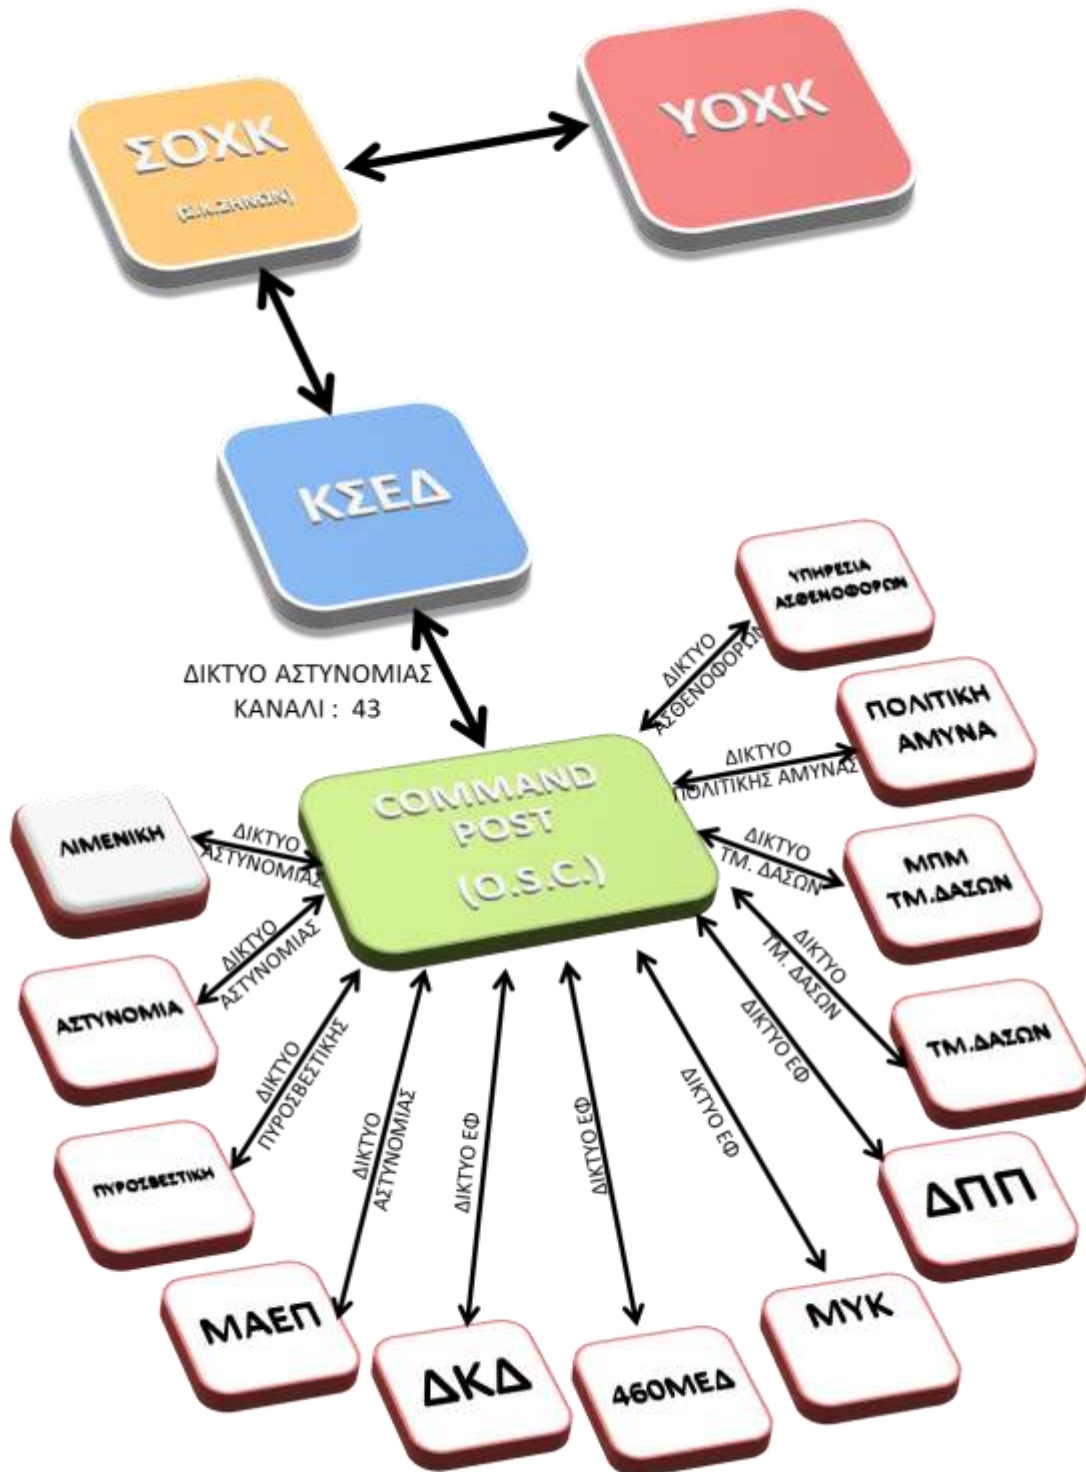 ΥΟΧΚ
ΣΟΧΚ
(Σ.Κ.ΖΗΝΩΝ)
ΚΣΕΔ
ΔΙΚΤΥΟ ΑΣΤΥΝΟΜΙΑΣ
ΚΑΝΑΛΙ : 43
COMMAND
POST
(O.S.C.)
ΥΠΗΡΕΣΙΑ
ΑΣΘΕΝΟΦΟΡΩΝ
ΔΙΚΤΥΟ
ΑΣΘΕΝΟΦΟΡΩΝ
ΠΟΛΙΤΙΚΗ
ΑΜΥΝΑ
ΔΙΚΤΥΟ
ΠΟΛΙΤΙΚΗΣ ΑΜΥΝΑΣ
ΜΠΜ
ΤΜ.ΔΑΣΩΝ
ΔΙΚΤΥΟ
ΤΜ. ΔΑΣΩΝ
ΤΜ.ΔΑΣΩΝ
ΔΙΚΤΥΟ
ΤΜ. ΔΑΣΩΝ
ΔΠΠ
ΔΙΚΤΥΟ ΕΦ
ΜΥΚ
ΔΙΚΤΥΟ ΕΦ
460ΜΕΔ
ΔΙΚΤΥΟ ΕΦ
ΔΚΔ
ΔΙΚΤΥΟ ΕΦ
ΜΑΕΠ
ΔΙΚΤΥΟ
ΑΣΤΥΝΟΜΙΑΣ
ΠΥΡΟΣΒΕΣΤΙΚΗ
ΔΙΚΤΥΟ
ΠΥΡΟΣΒΕΣΤΙΚΗΣ
ΑΣΤΥΝΟΜΙΑ
ΔΙΚΤΥΟ
ΑΣΤΥΝΟΜΙΑΣ
ΛΙΜΕΝΙΚΗ
ΔΙΚΤΥΟ
ΑΣΤΥΝΟΜΙΑΣ